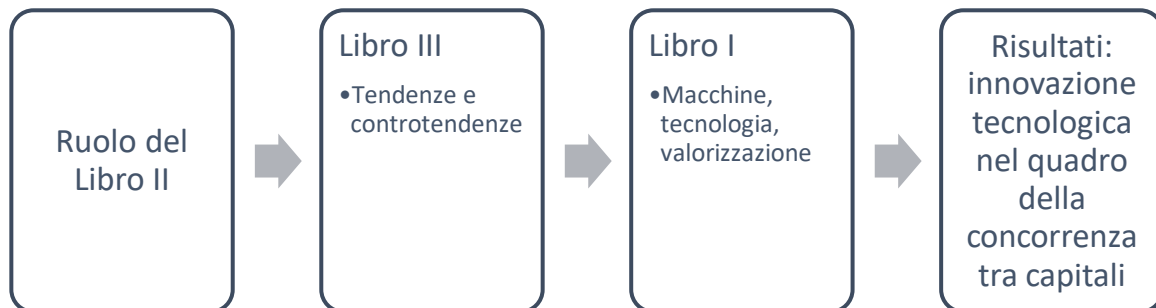 Ruolo del
Libro II
Libro III
•Tendenze e
controtendenze
Libro I
•Macchine,
tecnologia,
valorizzazione
Risultati:
innovazione
tecnologica
nel quadro
della
concorrenza
tra capitali